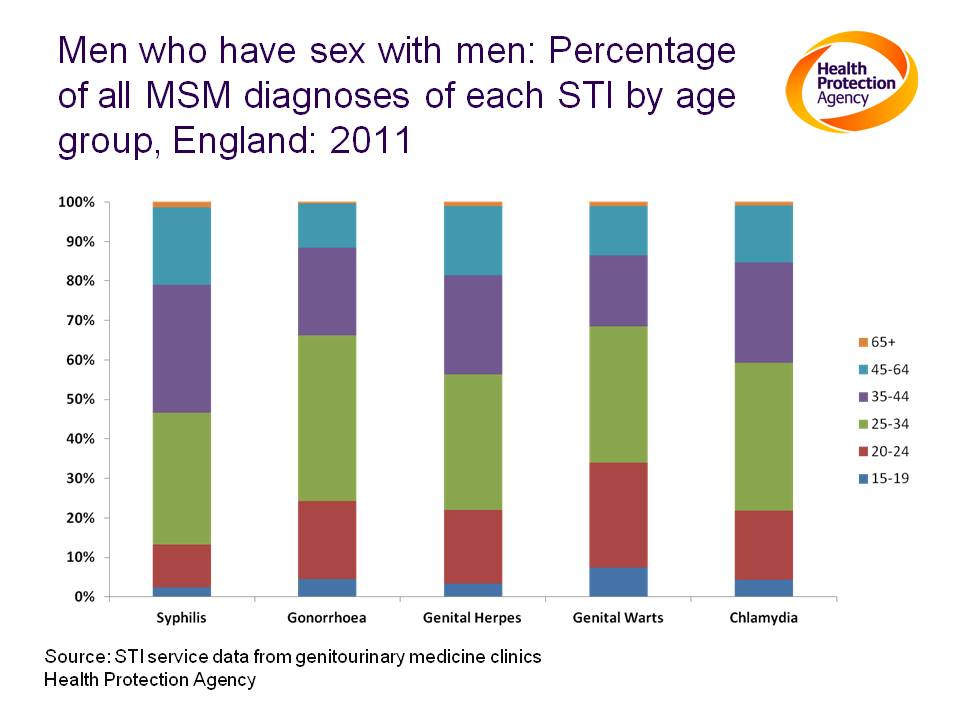 Men who have sex with men: Percentage
of all MSM diagnoses of each STI by age
group, England: 2011
Health
Protection
Agency
100%
90%
80%
70%
60%
50%
40%
30%
20%
10%
0%
65+
45-64
35-44
25-34
20-24
15-19
Syphilis Gonorrhoea Genital Herpes Genital Warts Chlamydia
Source: STI service data from genitourinary medicine clinics
Health Protection Agency